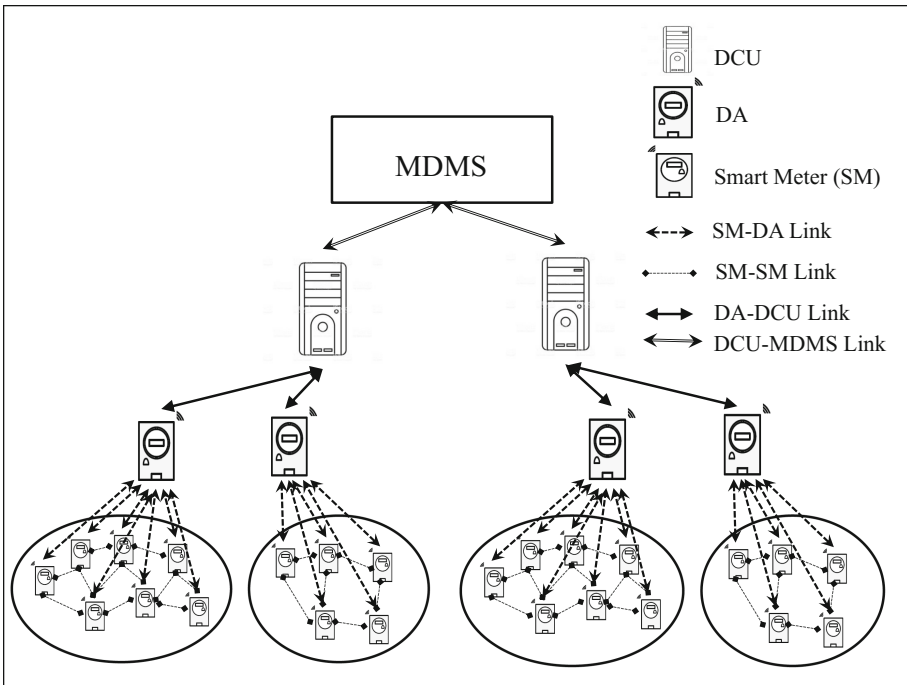 MDMS
DCU
DA
Smart Meter (SM)
SM-DA Link
SM-SM Link
DA-DCU Link
DCU-MDMS Link